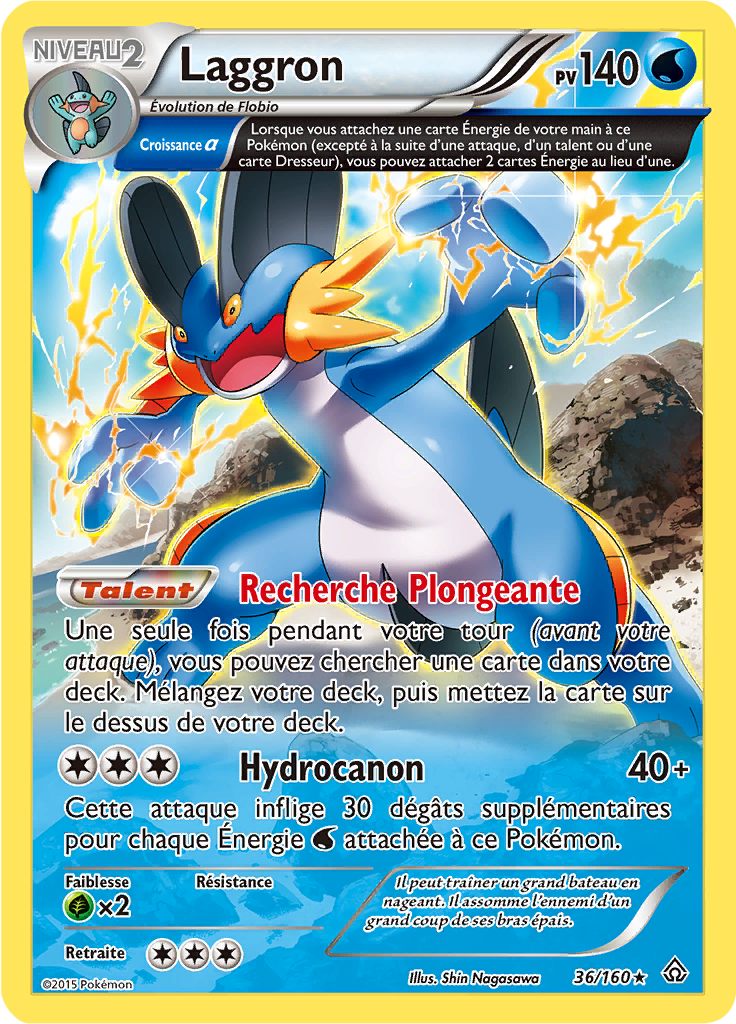 NIVEAU2
Laggron
PV140
Évolution de Flobio
Croissance α
Lorsque vous attachez une carte Énergie de votre main à ce
Pokémon (excepté à la suite d'une attaque, d'un talent ou d'une
carte Dresseur), vous pouvez attacher 2 cartes Énergie au lieu d'une.
Talent Recherche Plongeante
Une seule fois pendant votre tour (avant votre
attaque), vous pouvez chercher une carte dans votre
deck. Mélangez votre deck, puis mettez la carte sur
le dessus de votre deck.
Hydrocanon 40+
Cette attaque inflige 30 dégâts supplémentaires
pour chaque Énergie attachée à ce Pokémon.
Faiblesse Résistance
×2
Il peut traîner un grand bateau en
nageant. Il assomme l'ennemi d'un
grand coup de ses bras épais.
Retraite
©2015 Pokémon
Illus. Shin Nagasawa
36/160★